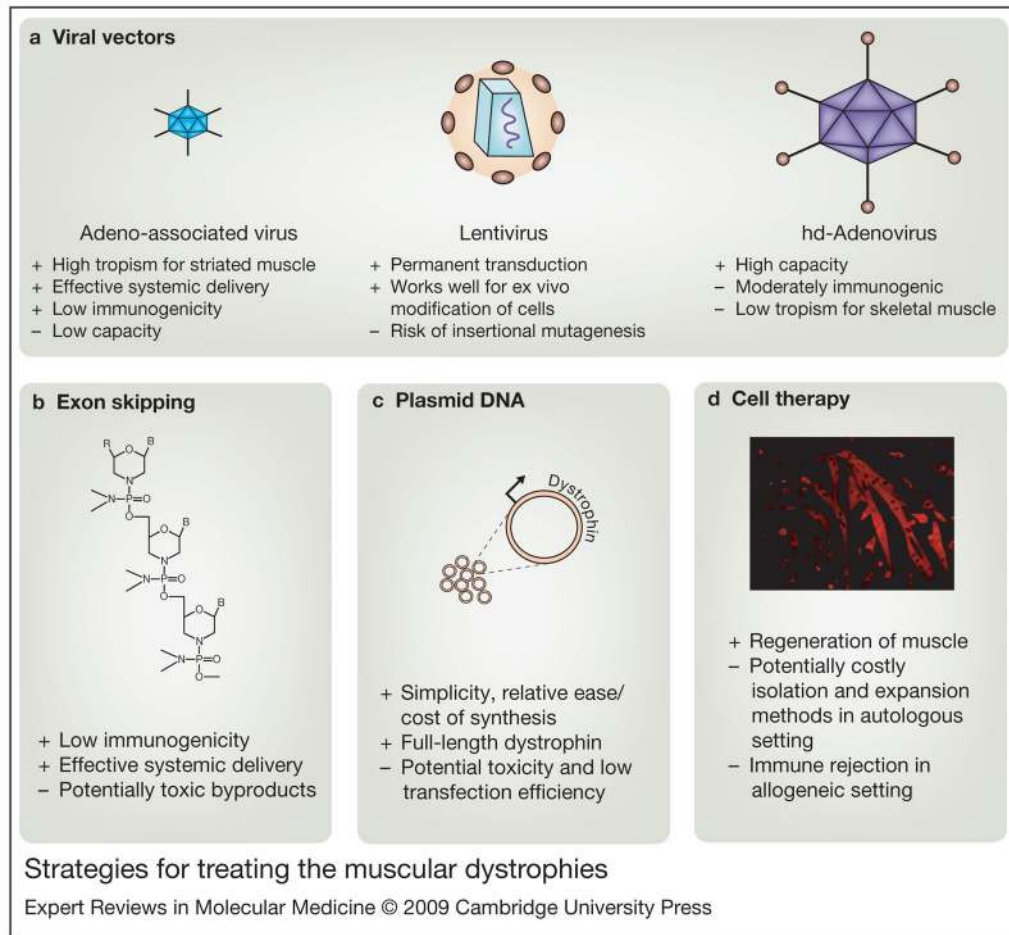 a Viral vectors
Adeno-associated virus
+ High tropism for striated muscle
+ Effective systemic delivery
+ Low immunogenicity
– Low capacity
Lentivirus
+ Permanent transduction
+ Works well for ex vivo
modification of cells
– Risk of insertional mutagenesis
hd-Adenovirus
+ High capacity
– Moderately immunogenic
– Low tropism for skeletal muscle
b Exon skipping
R O B
N
N–P=O
O
O B
N
N–P=O
O
O B
N
N–P=O
O
+ Low immunogenicity
+ Effective systemic delivery
– Potentially toxic byproducts
c Plasmid DNA
Dystrophin
+ Simplicity, relative ease/
cost of synthesis
+ Full-length dystrophin
– Potential toxicity and low
transfection efficiency
d Cell therapy
+ Regeneration of muscle
– Potentially costly
isolation and expansion
methods in autologous
setting
– Immune rejection in
allogeneic setting
Strategies for treating the muscular dystrophies
Expert Reviews in Molecular Medicine © 2009 Cambridge University Press